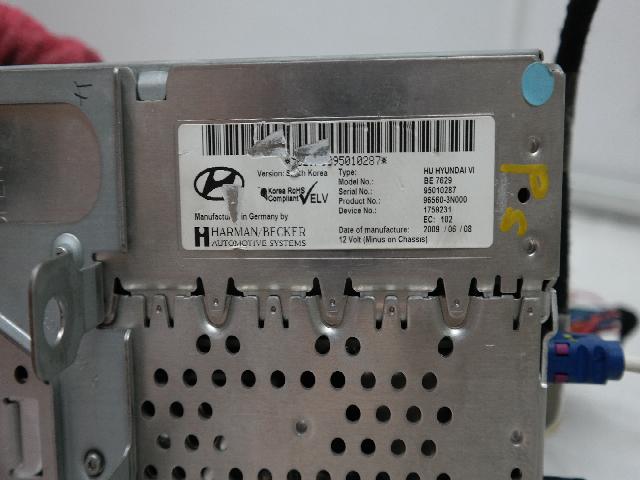 95010287*
Version: South Korea
Korea RoHS
Compliant
ELV
Manufactured in Germany by
HARMAN/BECKER
AUTOMOTIVE SYSTEMS
Type: HU HYUNDAI VI
Model No.: BE 7629
Serial No.: 95010287
Product No.: 96560-3N000
Device No.: 1759231
EC: 102
Date of manufacture: 2009 / 06 / 08
12 Volt (Minus on Chassis)
PS